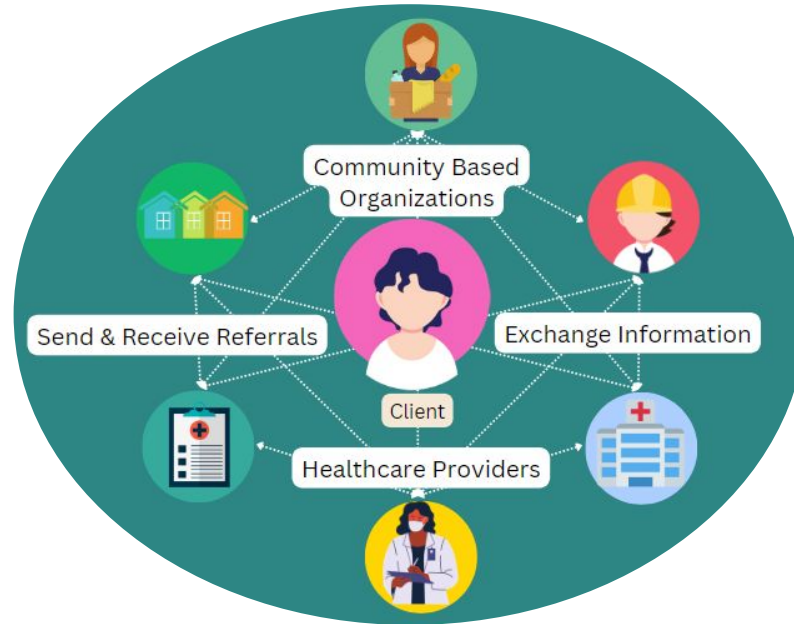 Community Based
Organizations
Send & Receive Referrals
Exchange Information
Client
Healthcare Providers